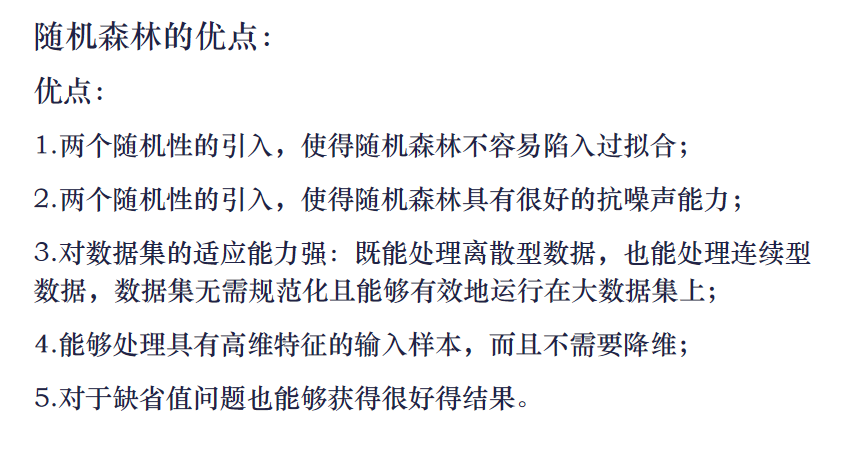 随机森林的优点：
优点：
1.两个随机性的引入，使得随机森林不容易陷入过拟合；
2.两个随机性的引入，使得随机森林具有很好的抗噪声能力；
3.对数据集的适应能力强：既能处理离散型数据，也能处理连续型
数据，数据集无需规范化且能够有效地运行在大数据集上；
4.能够处理具有高维特征的输入样本，而且不需要降维；
5.对于缺省值问题也能够获得很好得结果。